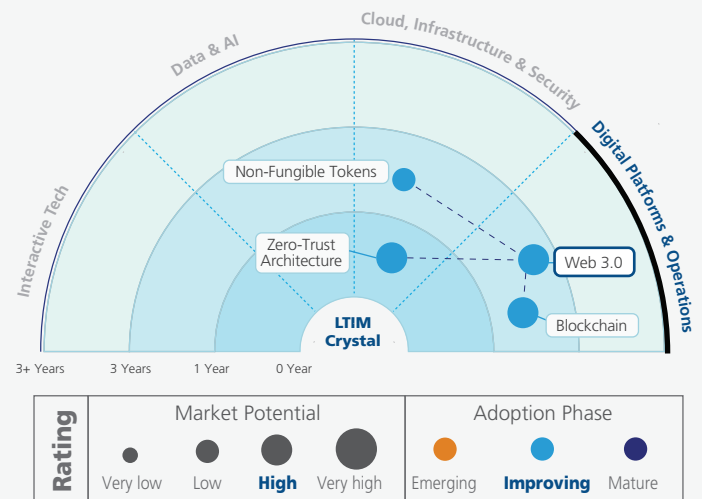 Cloud, Infrastructure & Security
Data & AI
Digital Platforms & Operations
Interactive Tech
Non-Fungible Tokens
Zero-Trust
Architecture
Web 3.0
Blockchain
LTIM
Crystal
3+ Years
3 Years
1 Year
0 Year
Rating
Market Potential
Adoption Phase
Very low
Low
High
Very high
Emerging
Improving
Mature